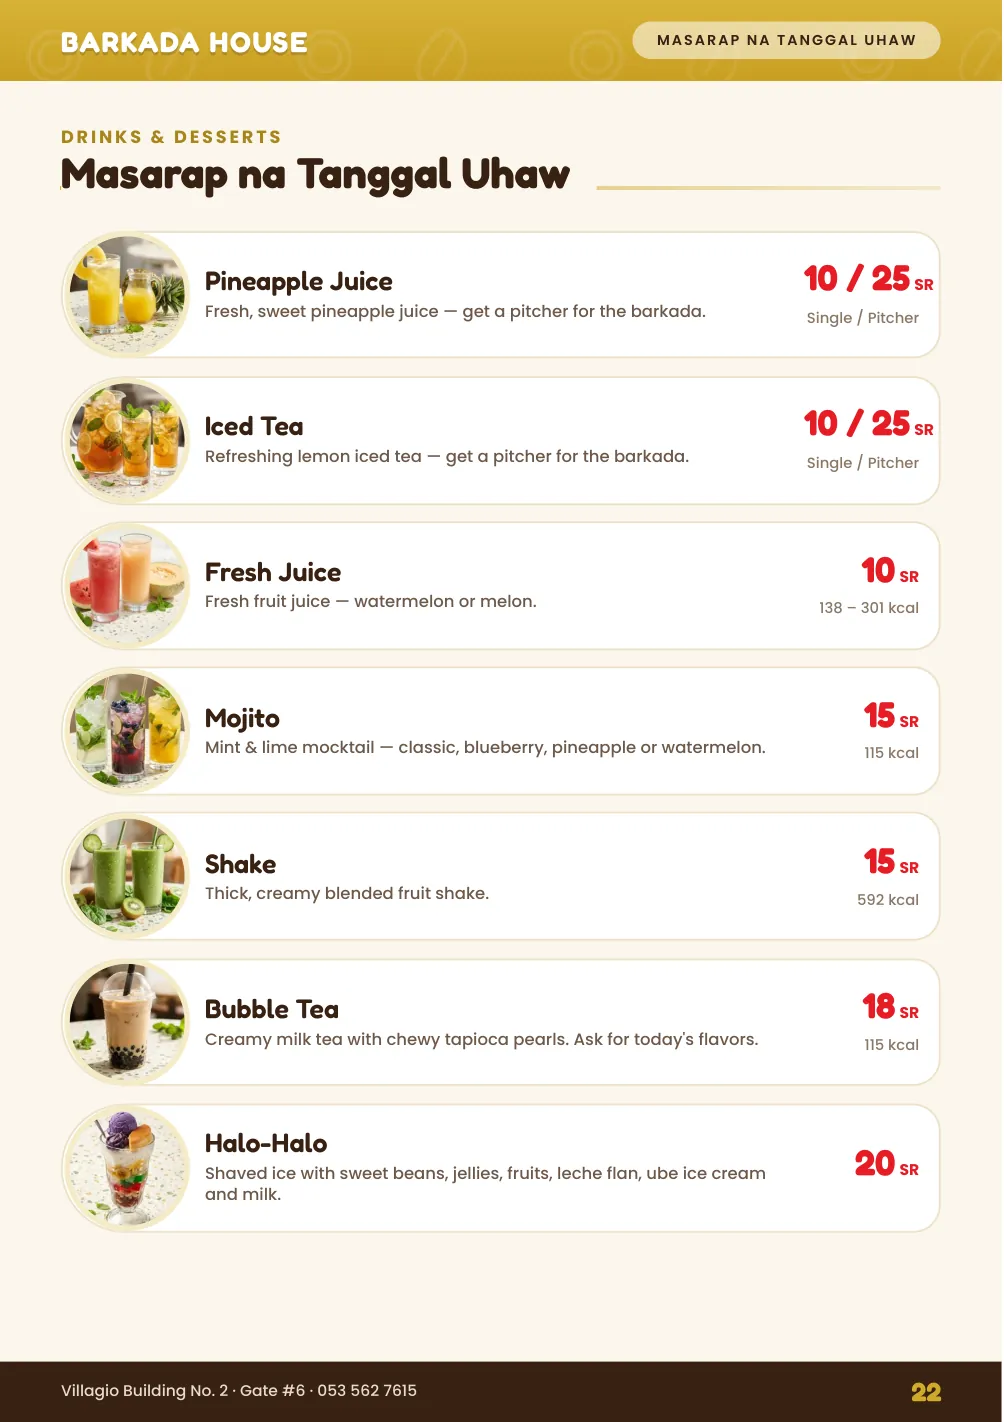 BARKADA HOUSE
MASARAP NA TANGGAL UHAW
DRINKS & DESSERTS
Masarap na Tanggal Uhaw
Pineapple Juice
Fresh, sweet pineapple juice — get a pitcher for the barkada.
10 / 25 SR
Single / Pitcher
Iced Tea
Refreshing lemon iced tea — get a pitcher for the barkada.
10 / 25 SR
Single / Pitcher
Fresh Juice
Fresh fruit juice — watermelon or melon.
10 SR
138 – 301 kcal
Mojito
Mint & lime mocktail — classic, blueberry, pineapple or watermelon.
15 SR
115 kcal
Shake
Thick, creamy blended fruit shake.
15 SR
592 kcal
Bubble Tea
Creamy milk tea with chewy tapioca pearls. Ask for today's flavors.
18 SR
115 kcal
Halo-Halo
Shaved ice with sweet beans, jellies, fruits, leche flan, ube ice cream
and milk.
20 SR
Villagio Building No. 2 · Gate #6 · 053 562 7615
22